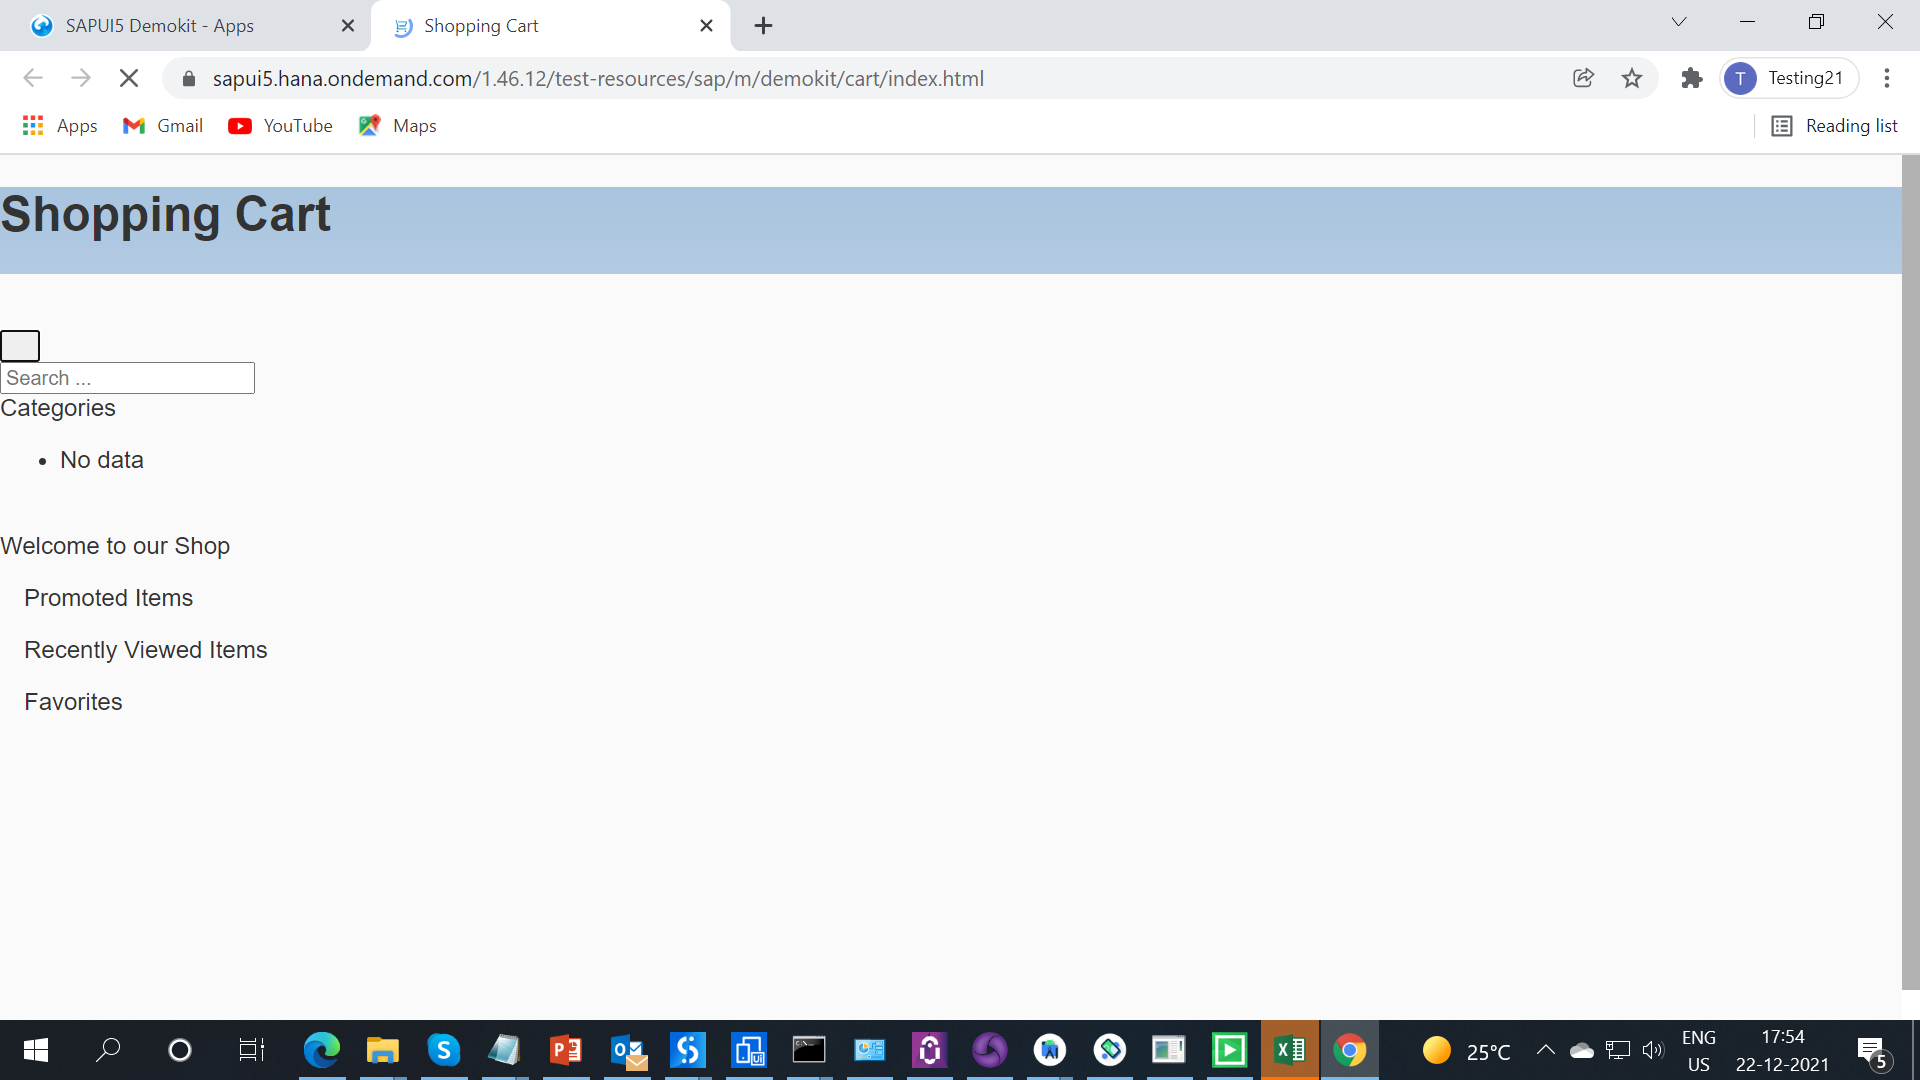 SAPUI5 Demokit - Apps
Shopping Cart
sapui5.hana.ondemand.com/1.46.12/test-resources/sap/m/demokit/cart/index.html
T
Testing21
Apps
Gmail
YouTube
Maps
Reading list
Shopping Cart
Search ...
Categories
No data
Welcome to our Shop
Promoted Items
Recently Viewed Items
Favorites
25°C
ENG
US
17:54
22-12-2021
5